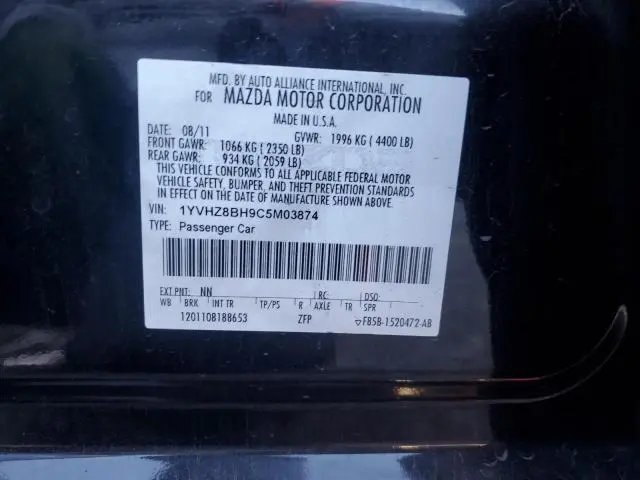 MFD. BY AUTO ALLIANCE INTERNATIONAL, INC.
FOR MAZDA MOTOR CORPORATION
MADE IN U.S.A.
DATE: 08/11 GVWR: 1996 KG ( 4400 LB)
FRONT GAWR: 1066 KG ( 2350 LB)
REAR GAWR: 934 KG ( 2059 LB)
THIS VEHICLE CONFORMS TO ALL APPLICABLE FEDERAL MOTOR
VEHICLE SAFETY, BUMPER, AND THEFT PREVENTION STANDARDS
IN EFFECT ON THE DATE OF MANUFACTURE SHOWN ABOVE.
VIN: 1YVHZ8BH9C5M03874
TYPE: Passenger Car
EXT PNT: NN RC: DSO:
WB BRK INT TR TP/PS R AXLE TR SPR
1201108188653 ZFP F85B-1520472-AB